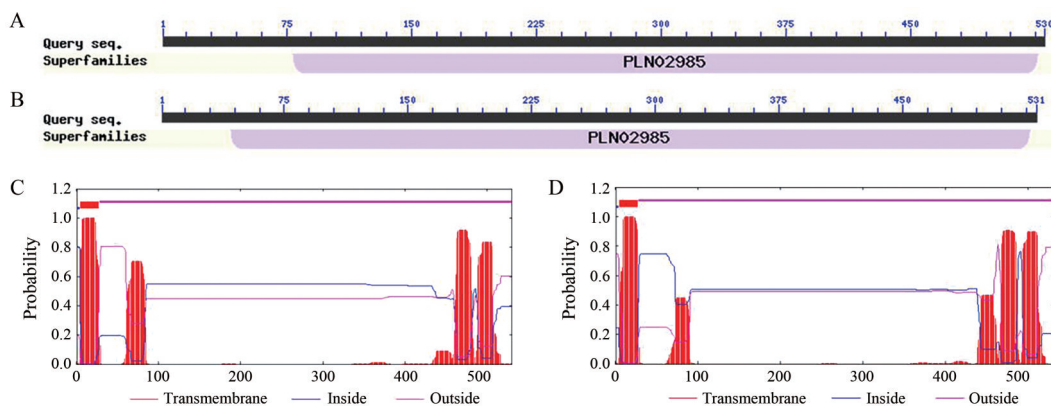 A
1 75 150 225 300 375 450 530
Query seq.
Superfamilies
PLN02985
B
1 75 150 225 300 375 450 531
Query seq.
Superfamilies
PLN02985
C
1.2
1.0
0.8
0.6
0.4
0.2
0.0
Probability
0 100 200 300 400 500
Transmembrane Inside Outside
D
1.2
1.0
0.8
0.6
0.4
0.2
0.0
Probability
0 100 200 300 400 500
Transmembrane Inside Outside